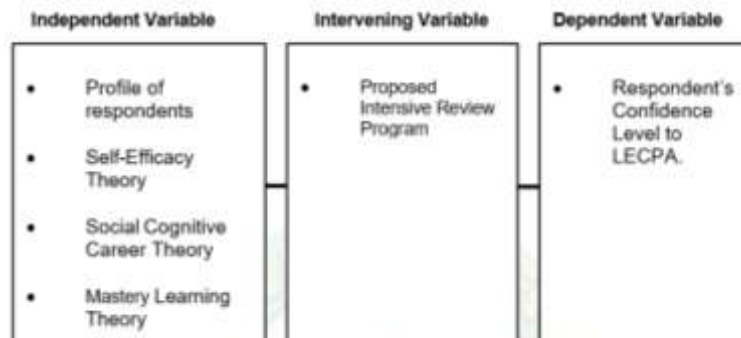 Independent Variable
Intervening Variable
Dependent Variable
• Profile of
respondents
• Self-Efficacy
Theory
• Social Cognitive
Career Theory
• Mastery Learning
Theory
• Proposed
Intensive Review
Program
• Respondent's
Confidence
Level to
LECPA.